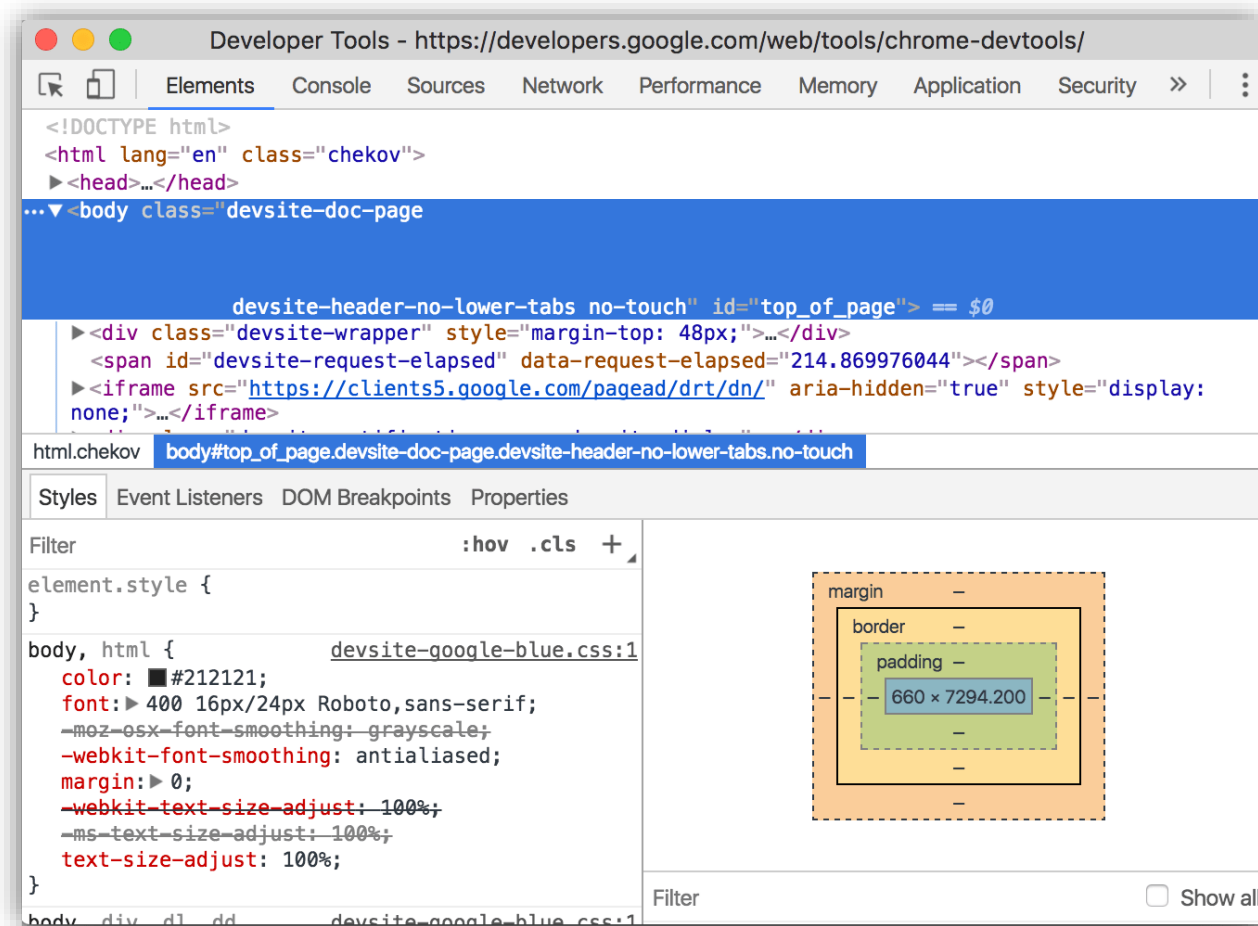 Developer Tools - https://developers.google.com/web/tools/chrome-devtools/
Elements Console Sources Network Performance Memory Application Security »
<!DOCTYPE html>
<html lang="en" class="chekov">
▶<head>…</head>
…▼<body class="devsite-doc-page
devsite-header-no-lower-tabs no-touch" id="top_of_page"> == $0
▶<div class="devsite-wrapper" style="margin-top: 48px;">…</div>
<span id="devsite-request-elapsed" data-request-elapsed="214.869976044"></span>
▶<iframe src="https://clients5.google.com/pagead/drt/dn/" aria-hidden="true" style="display:
none;">…</iframe>
html.chekov body#top_of_page.devsite-doc-page.devsite-header-no-lower-tabs.no-touch
Styles Event Listeners DOM Breakpoints Properties
Filter :hov .cls +
element.style {
}
body, html { devsite-google-blue.css:1
color: #212121;
font:▶ 400 16px/24px Roboto,sans-serif;
-moz-osx-font-smoothing: grayscale;
-webkit-font-smoothing: antialiased;
margin:▶ 0;
-webkit-text-size-adjust: 100%;
-ms-text-size-adjust: 100%;
text-size-adjust: 100%;
}
body, div, dl, dd, devsite-google-blue.css:1
margin –
border –
padding –
– – – 660 × 7294.200 – – –
–
–
–
Filter Show all